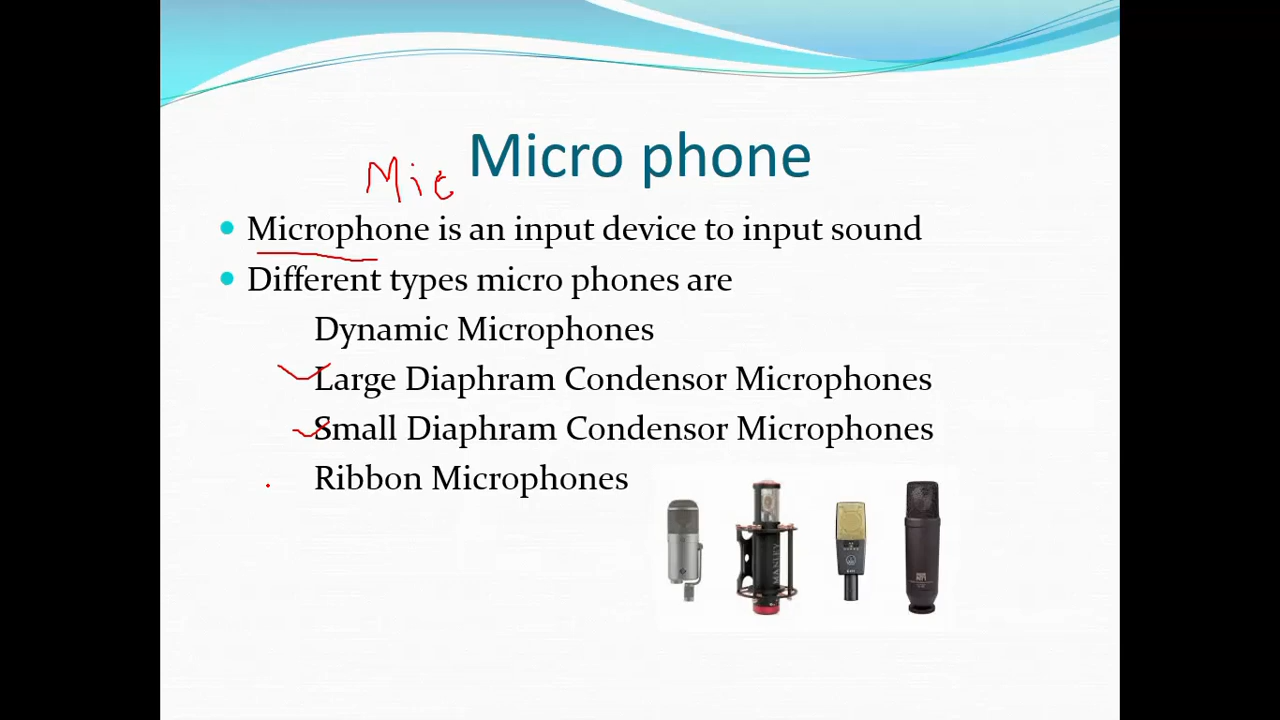 Micro phone
Mic
Microphone is an input device to input sound
Different types micro phones are
Dynamic Microphones
Large Diaphram Condensor Microphones
Small Diaphram Condensor Microphones
Ribbon Microphones
MANLEY